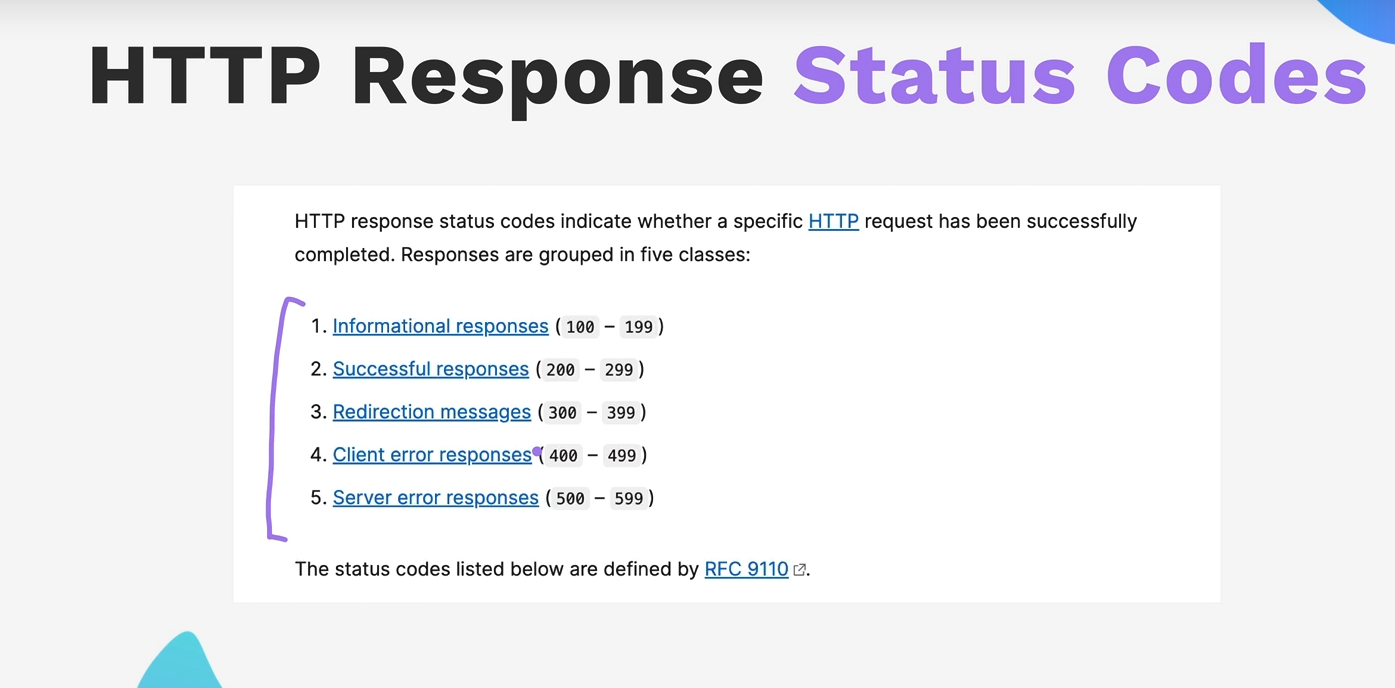 HTTP Response Status Codes
HTTP response status codes indicate whether a specific HTTP request has been successfully
completed. Responses are grouped in five classes:
1. Informational responses (100 – 199)
2. Successful responses (200 – 299)
3. Redirection messages (300 – 399)
4. Client error responses (400 – 499)
5. Server error responses (500 – 599)
The status codes listed below are defined by RFC 9110.